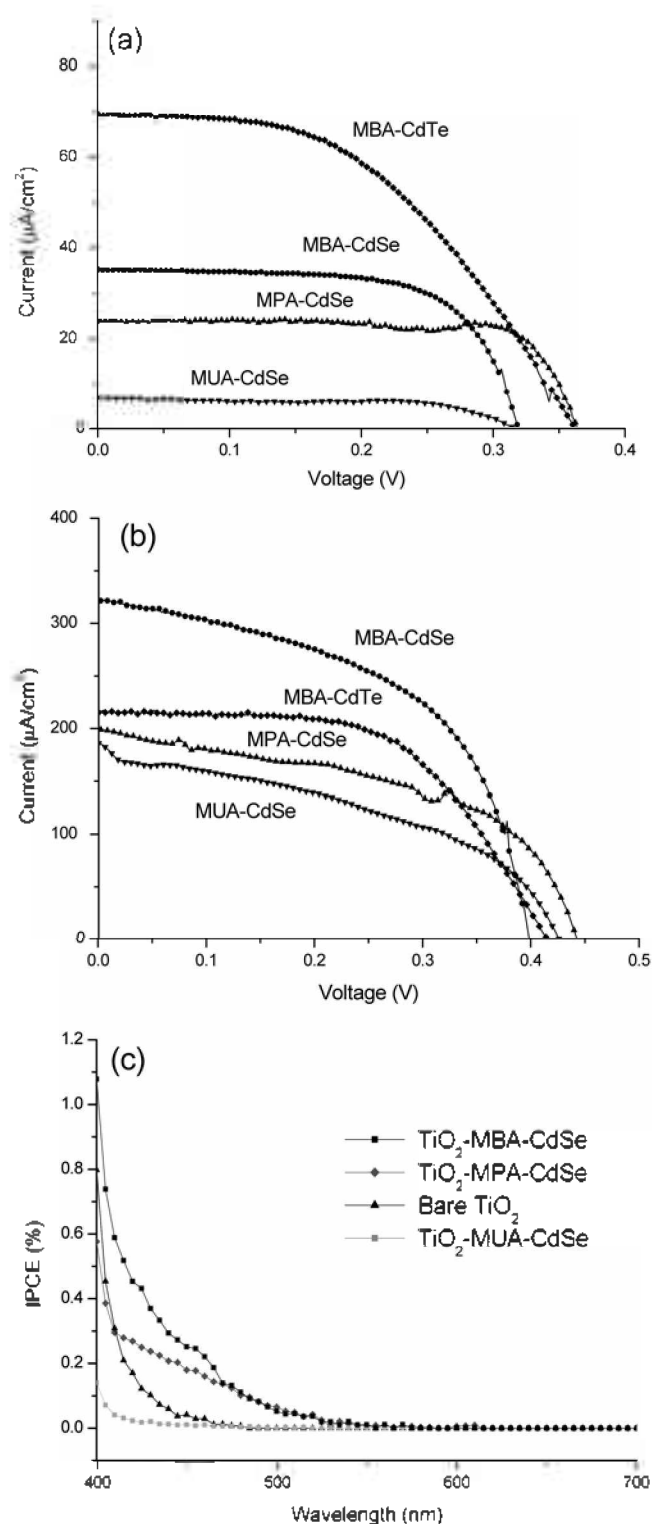 (a)
80
60
40
20
0
Current (µA/cm²)
MBA-CdTe
MBA-CdSe
MPA-CdSe
MUA-CdSe
0.0 0.1 0.2 0.3 0.4
Voltage (V)
(b)
400
300
200
100
0
Current (µA/cm
MBA-CdSe
MBA-CdTe
MPA-CdSe
MUA-CdSe
0.0 0.1 0.2 0.3 0.4 0.5
Voltage (V)
(c)
1.2
1.0
0.8
0.6
0.4
0.2
0.0
IPCE (%)
TiO₂-MBA-CdSe
TiO₂-MPA-CdSe
Bare TiO₂
TiO₂-MUA-CdSe
400 500 600 700
Wavelength (nm)